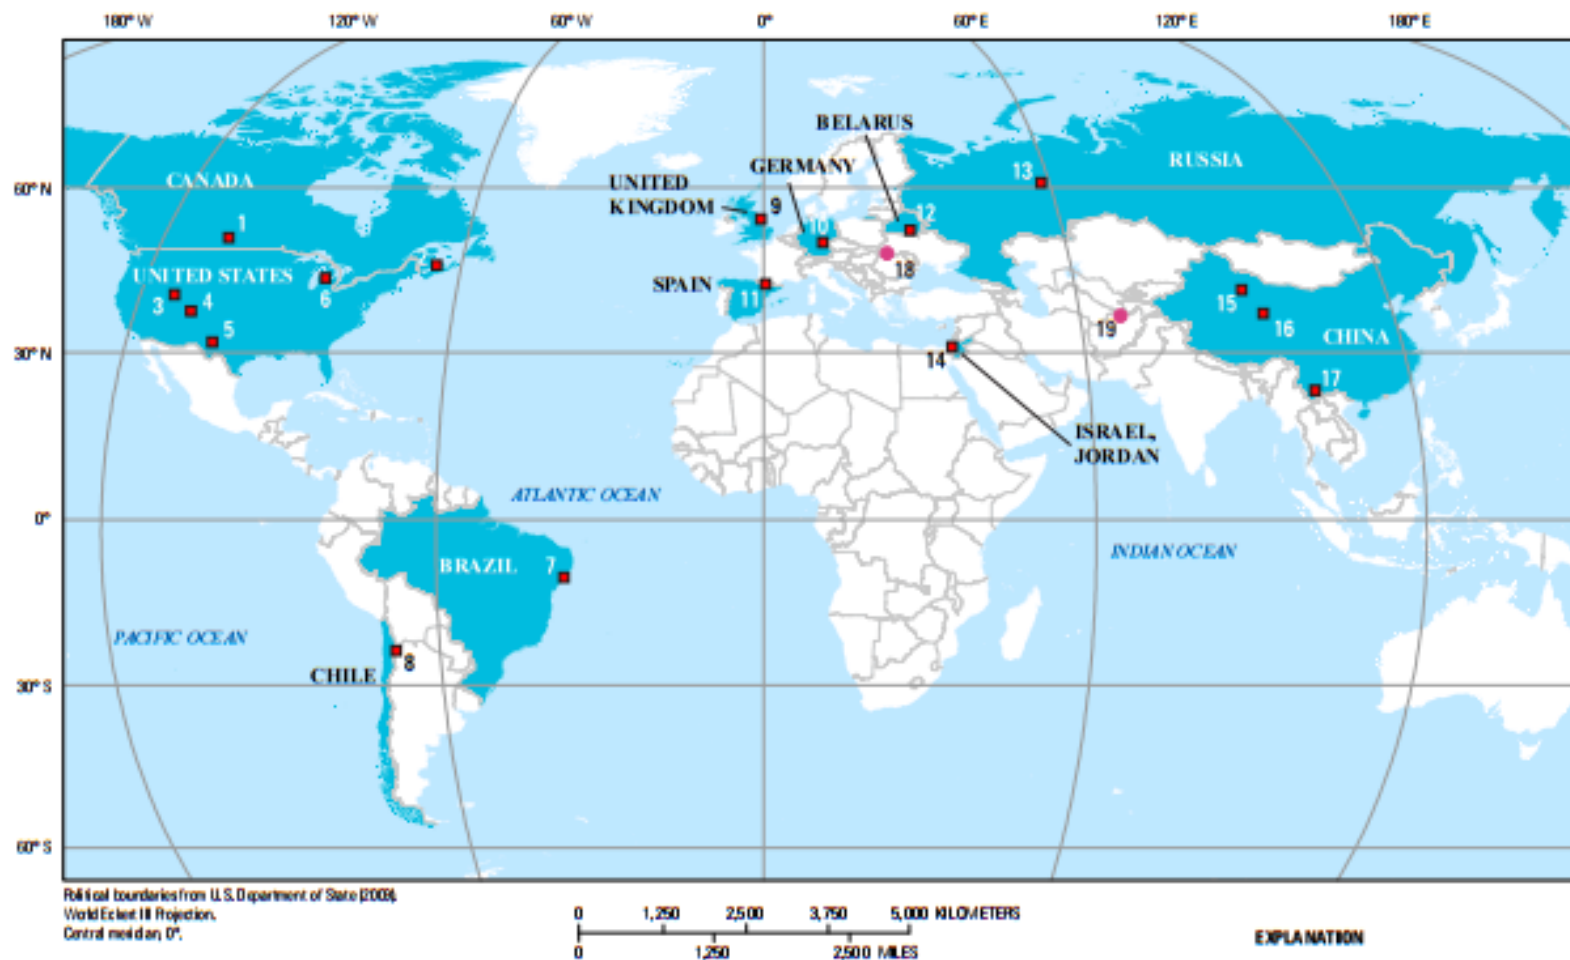 180° W 120° W 60° W 0° 60° E 120° E 180° E
BELARUS
GERMANY
RUSSIA
13
CANADA
60° N
UNITED
KINGDOM
9
12
10
1
UNITED STATES
18
SPAIN
11
3
4
6
15
16
19
CHINA
5
30° N
14
17
ISRAEL,
JORDAN
ATLANTIC OCEAN
0°
INDIAN OCEAN
BRAZIL
7
PACIFIC OCEAN
8
CHILE
30° S
60° S
Political boundaries from U.S. Department of State (2009).
World Eckert III Projection.
Central meridian, 0°.
0 1,250 2,500 3,750 5,000 KILOMETERS
0 1,250 2,500 MILES
EXPLANATION